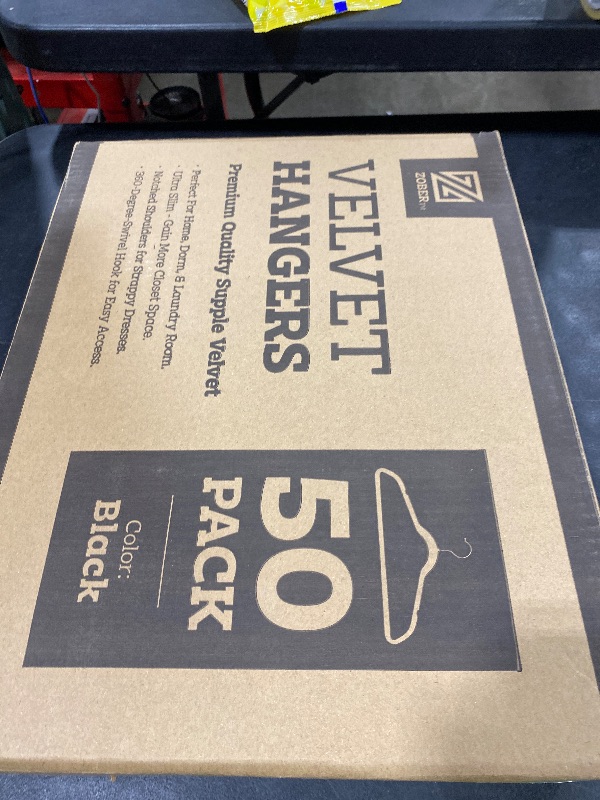 ZOBER™
VELVET
HANGERS
Premium Quality Supple Velvet
· Perfect For Home, Dorm, & Laundry Room.
· Ultra Slim - Gain More Closet Space.
· Notched Shoulders for Strappy Dresses.
· 360-Degree-Swivel Hook for Easy Access.
50
PACK
Color:
Black